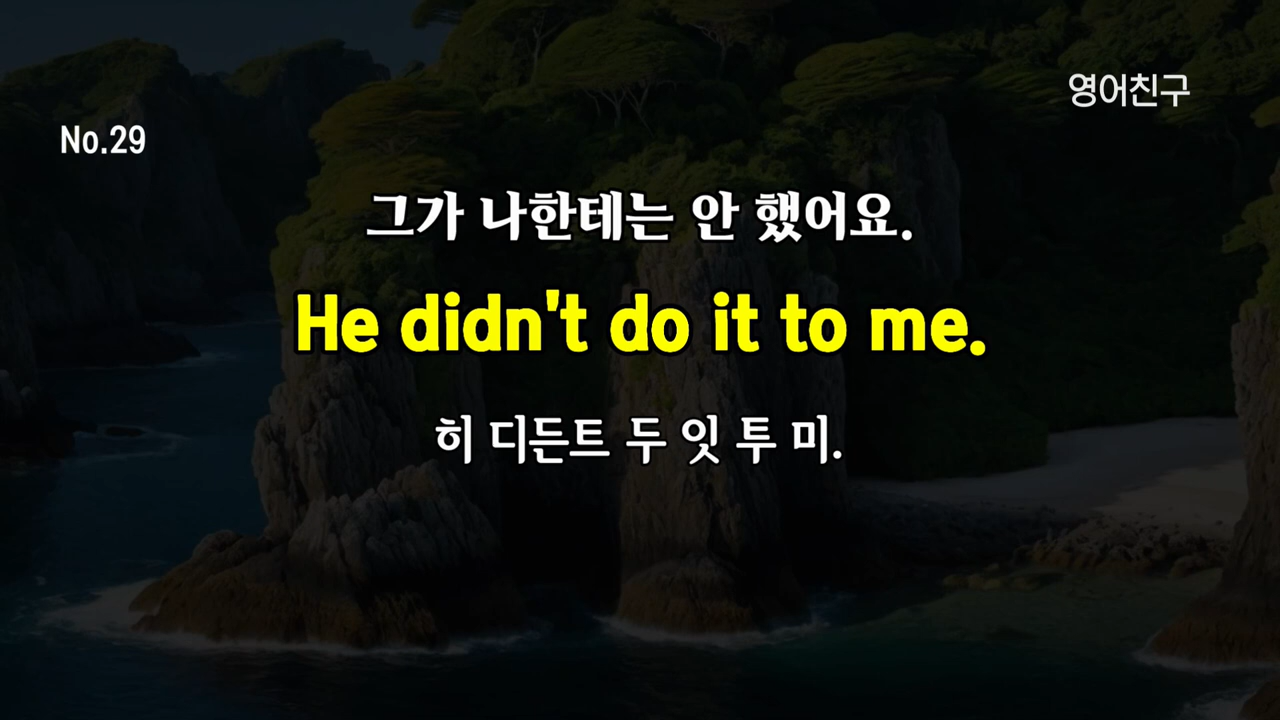 영어친구
No.29
그가 나한테는 안 했어요.
He didn't do it to me.
히 디든트 두 잇 투 미.